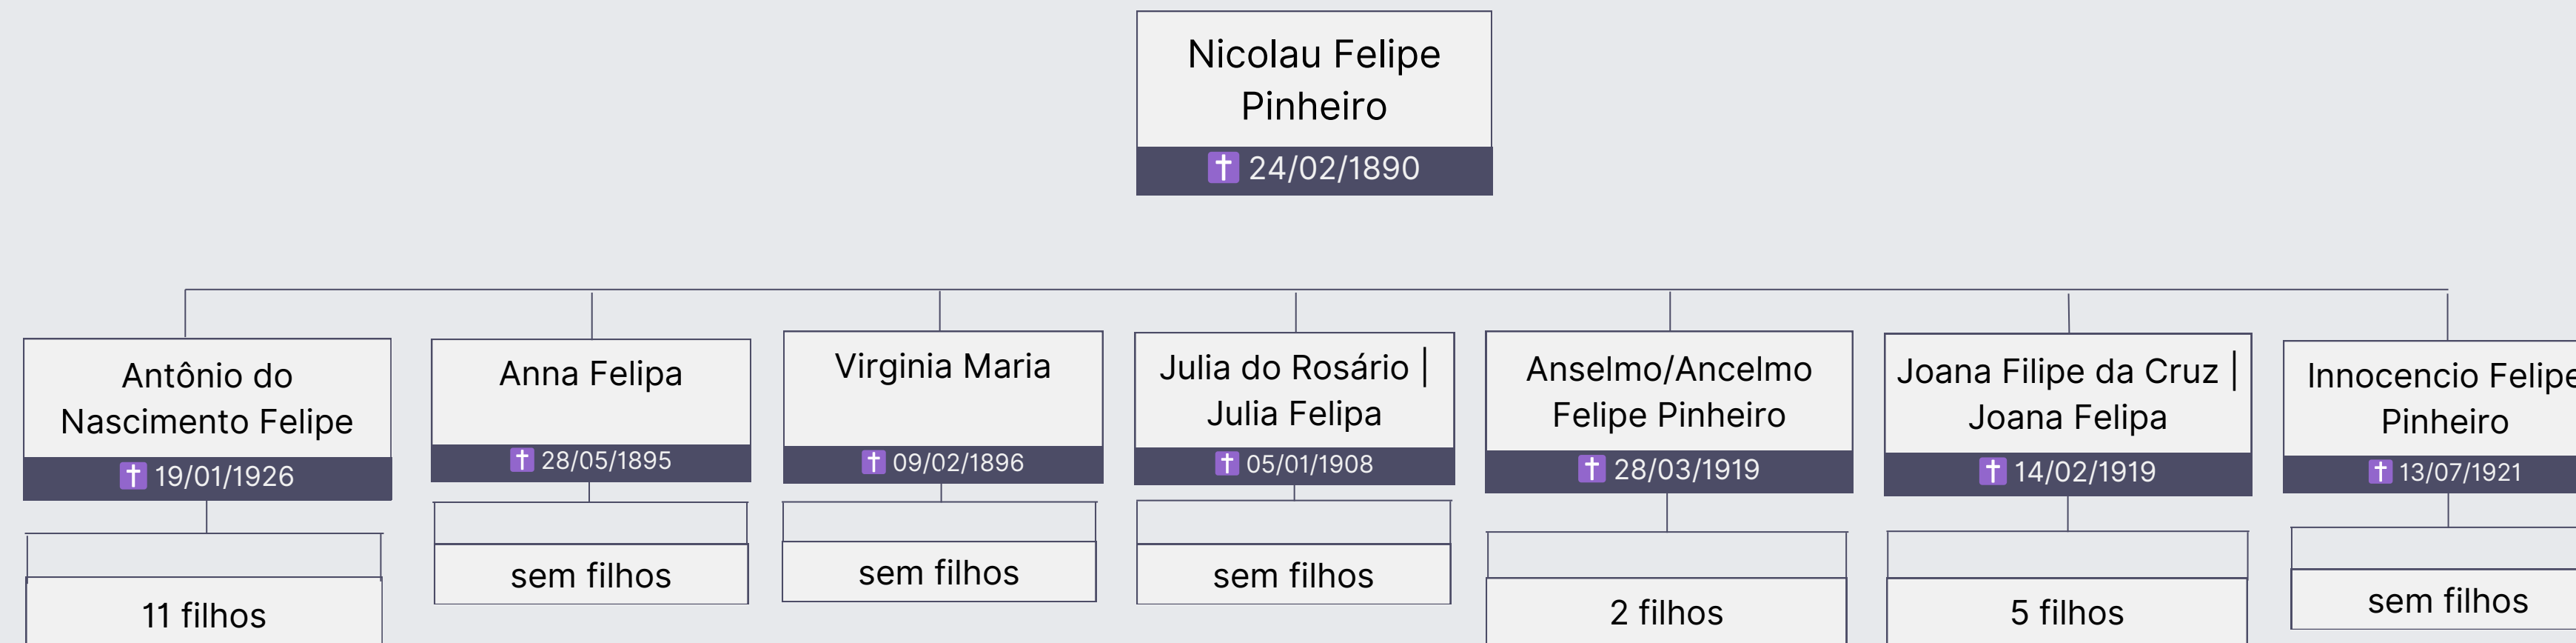 Nicolau Felipe
Pinheiro
✝ 24/02/1890
Antônio do
Nascimento Felipe
✝ 19/01/1926
11 filhos
Anna Felipa
✝ 28/05/1895
sem filhos
Virginia Maria
✝ 09/02/1896
sem filhos
Julia do Rosário |
Julia Felipa
✝ 05/01/1908
sem filhos
Anselmo/Ancelmo
Felipe Pinheiro
✝ 28/03/1919
2 filhos
Joana Filipe da Cruz |
Joana Felipa
✝ 14/02/1919
5 filhos
Innocencio Felipe
Pinheiro
✝ 13/07/1921
sem filhos